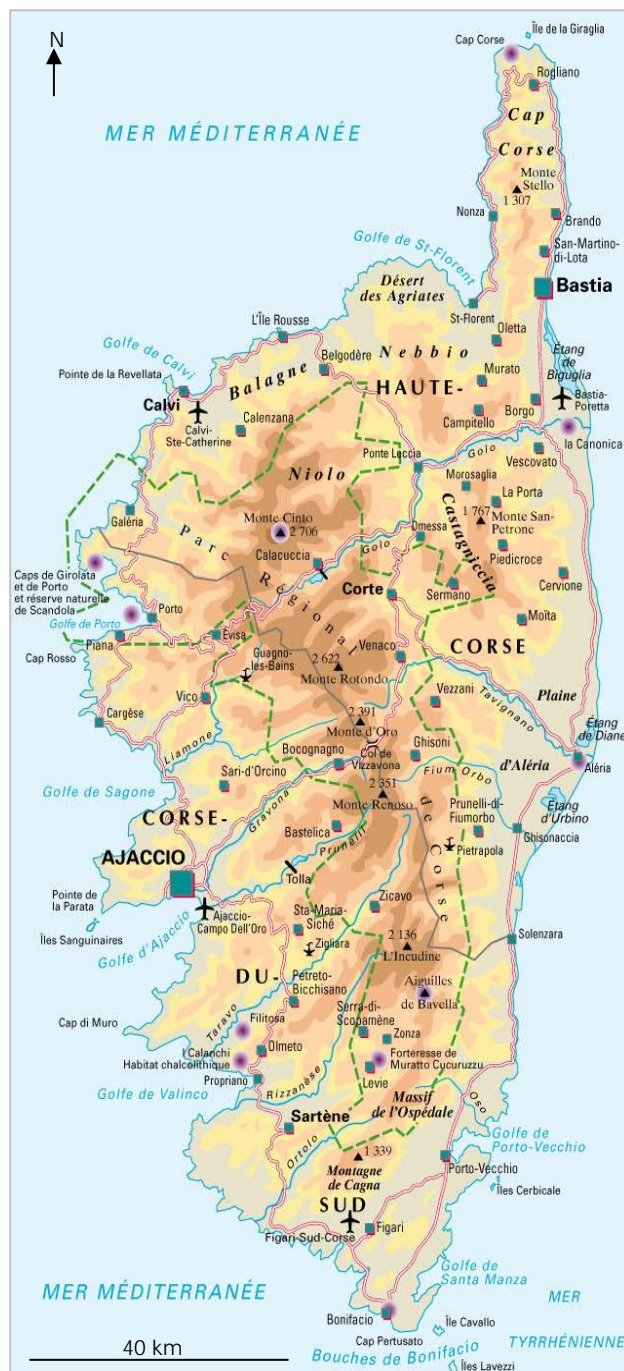 N
Île de la Giraglia
Cap Corse
Rogliano
MER MÉDITERRANÉE
Cap
Corse
Monte
Stello
1 307
Nonza
Brando
Golfe de St-Florent
San-Martino-
di-Lota
Désert
des Agriates
Bastia
St-Florent
L'Île Rousse
Oletta
Golfe de Calvi
Nebbio
Étang
de
Biguglia
Belgodère
Pointe de la Revellata
Balagne
Murato
HAUTE-
Calvi
Bastia-
Poretta
Calvi-
Ste-Catherine
Calenzana
Borgo
Campitello
la Canonica
Golo
Vescovato
Ponte Leccia
Niolo
Morosaglia
La Porta
Galéria
Monte Cinto
2 706
Castagniccia
1 767
Monte San-
Petrone
Parc Régional de Corse
Omessa
Golo
Piedicroce
Calacuccia
Caps de Girolata
et de Porto
et réserve naturelle
de Scandola
Cervione
Corte
Sermano
Porto
Golfe de Porto
Moïta
Piana
Évisa
CORSE
Cap Rosso
Guagno-
les-Bains
2 622
Monte Rotondo
Venaco
Vico
Vezzani
Tavignano
Plaine
Cargèse
2 391
Monte d'Oro
Étang
de Diane
Liamone
Bocognagno
Col de
Vizzavona
Ghisoni
d'Aléria
Aléria
Sari-d'Orcino
Fium Orbo
Golfe de Sagone
2 351
Monte Renoso
Étang
d'Urbino
CORSE-
Gravona
Prunelli-di-
Fiumorbo
Bastelica
Prunelli
Ghisonaccia
AJACCIO
Pietrapola
Tolla
Pointe de
la Parata
Zicavo
Ajaccio-
Campo Dell'Oro
Sta-Maria-
Siché
Îles Sanguinaires
Golfe d'Ajaccio
2 136
L'Incudine
Solenzara
Zigliara
DU-
Petreto-
Bicchisano
Aiguilles
de Bavella
Cap di Muro
Taravo
Filitosa
Serra-di-
Scopamène
Zonza
I Calanchi
Habitat chalcolithique
Olmeto
Forteresse de
Muratto Cucuruzzu
Propriano
Levie
Golfe de Valinco
Rizzanèse
Massif
de l'Ospédale
Oso
Sartène
Golfe de
Porto-Vecchio
Ortolo
1 339
Porto-Vecchio
Montagne
de Cagna
Îles Cerbicale
SUD
Figari
Figari-Sud-Corse
Golfe de
Santa Manza
MER MÉDITERRANÉE
MER
TYRRHÉNIENNE
Bonifacio
Île Cavallo
Cap Pertusato
40 km
Bouches de Bonifacio
Îles Lavezzi